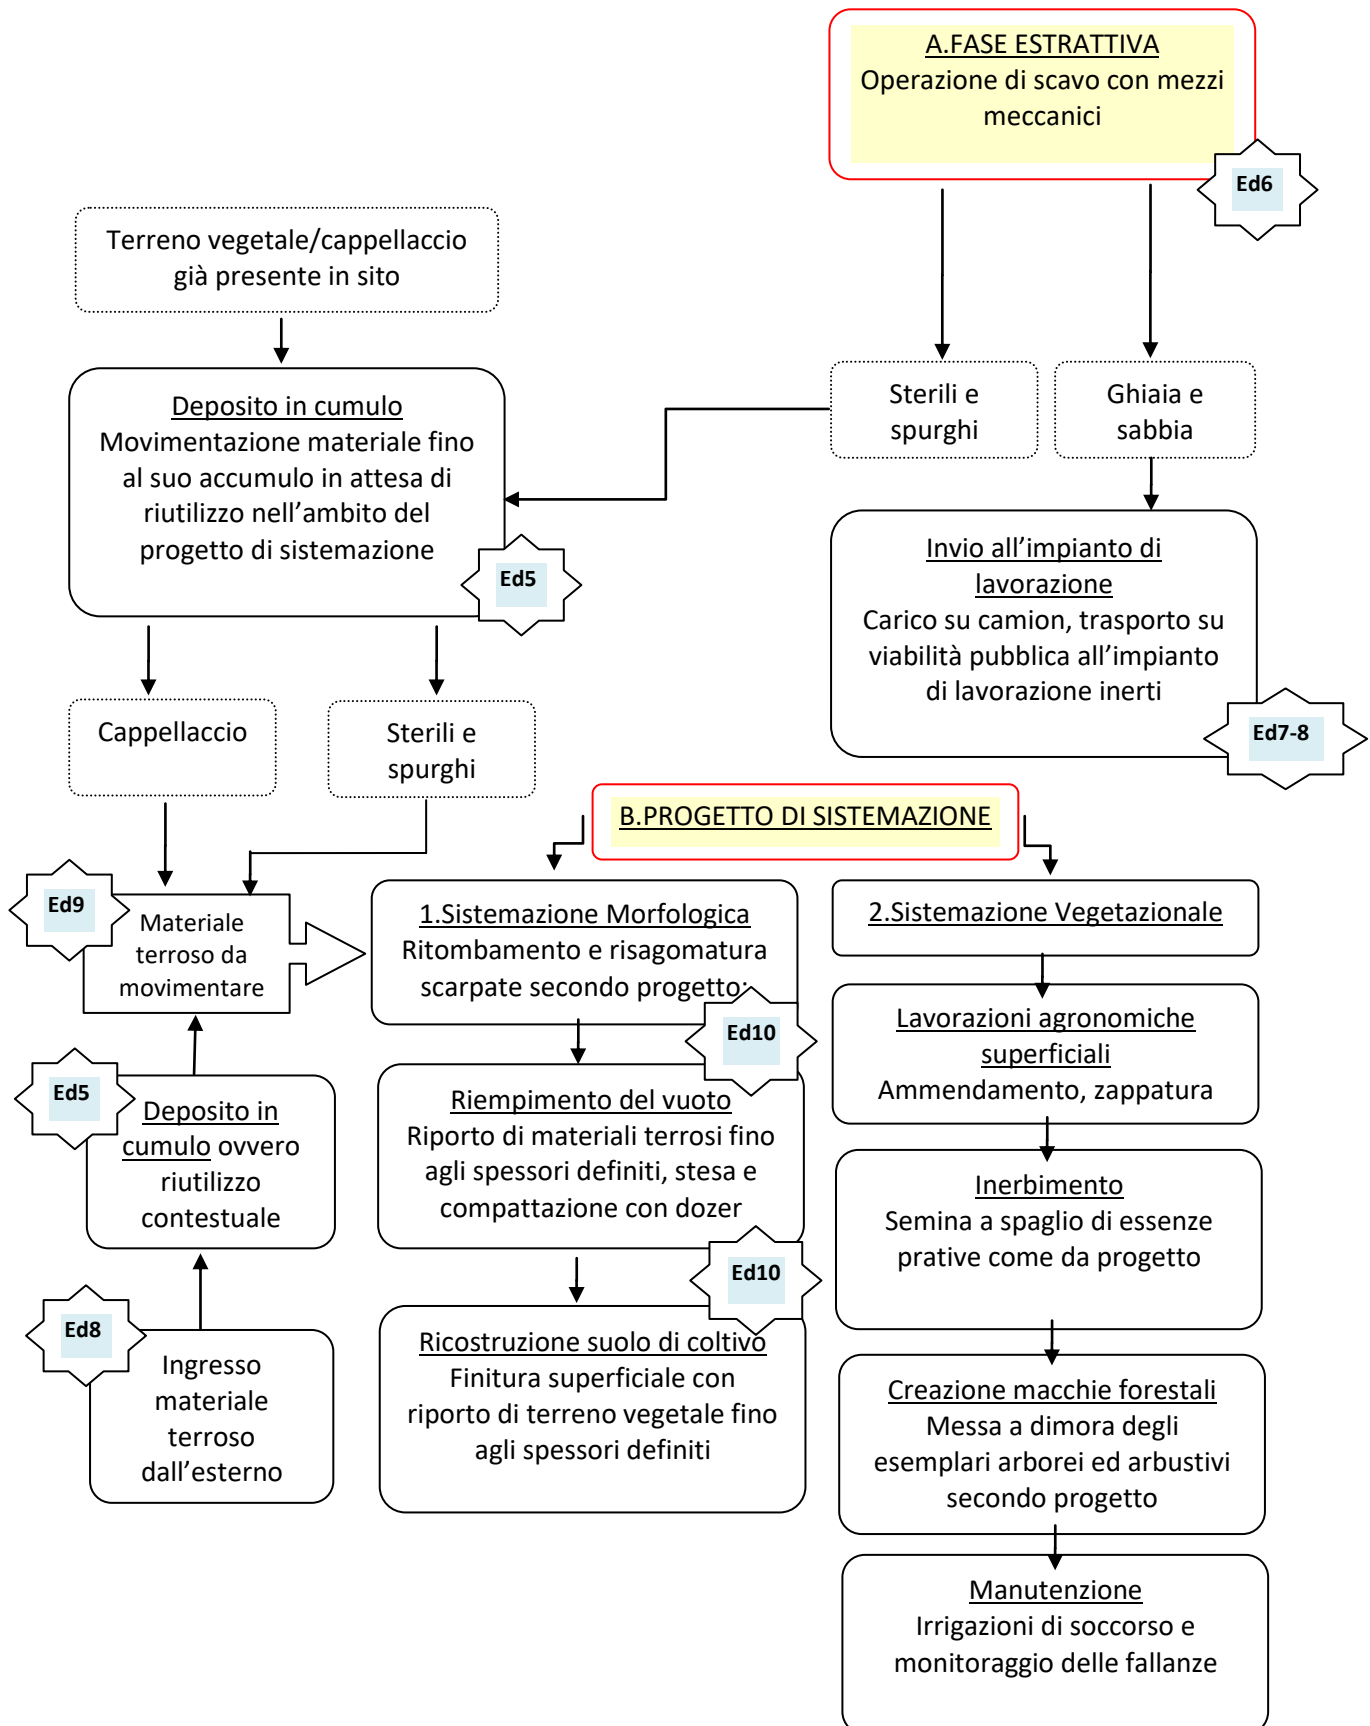 A.FASE ESTRATTIVA
Operazione di scavo con mezzi
meccanici
Ed6
Terreno vegetale/cappellaccio
già presente in sito
Deposito in cumulo
Movimentazione materiale fino
al suo accumulo in attesa di
riutilizzo nell’ambito del
progetto di sistemazione
Ed5
Sterili e
spurghi
Ghiaia e
sabbia
Invio all’impianto di
lavorazione
Carico su camion, trasporto su
viabilità pubblica all’impianto
di lavorazione inerti
Ed7-8
Cappellaccio
Sterili e
spurghi
B.PROGETTO DI SISTEMAZIONE
Ed9
Materiale
terroso da
movimentare
1.Sistemazione Morfologica
Ritombamento e risagomatura
scarpate secondo progetto;
Ed10
2.Sistemazione Vegetazionale
Lavorazioni agronomiche
superficiali
Ammendamento, zappatura
Ed5
Deposito in
cumulo ovvero
riutilizzo
contestuale
Riempimento del vuoto
Riporto di materiali terrosi fino
agli spessori definiti, stesa e
compattazione con dozer
Ed10
Inerbimento
Semina a spaglio di essenze
prative come da progetto
Ed8
Ingresso
materiale
terroso
dall’esterno
Ricostruzione suolo di coltivo
Finitura superficiale con
riporto di terreno vegetale fino
agli spessori definiti
Creazione macchie forestali
Messa a dimora degli
esemplari arborei ed arbustivi
secondo progetto
Manutenzione
Irrigazioni di soccorso e
monitoraggio delle fallanze